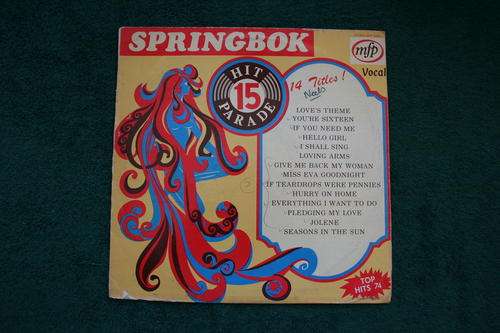 SPRINGBOK
mfp
Vocal
HIT
15
PARADE
14 Titles!
LOVE'S THEME
YOU'RE SIXTEEN
IF YOU NEED ME
HELLO GIRL
I SHALL SING
LOVING ARMS
GIVE ME BACK MY WOMAN
MISS EVA GOODNIGHT
IF TEARDROPS WERE PENNIES
HURRY ON HOME
EVERYTHING I WANT TO DO
PLEDGING MY LOVE
JOLENE
SEASONS IN THE SUN
TOP
HITS '74